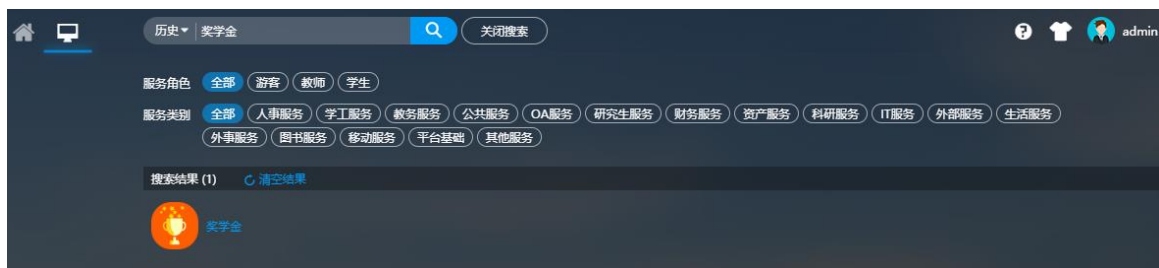 历史 奖学金 关闭搜索 admin
服务角色 全部 游客 教师 学生
服务类别 全部 人事服务 学工服务 教务服务 公共服务 OA服务 研究生服务 财务服务 资产服务 科研服务 IT服务 外部服务 生活服务
外事服务 图书服务 移动服务 平台基础 其他服务
搜索结果 (1) 清空结果
奖学金